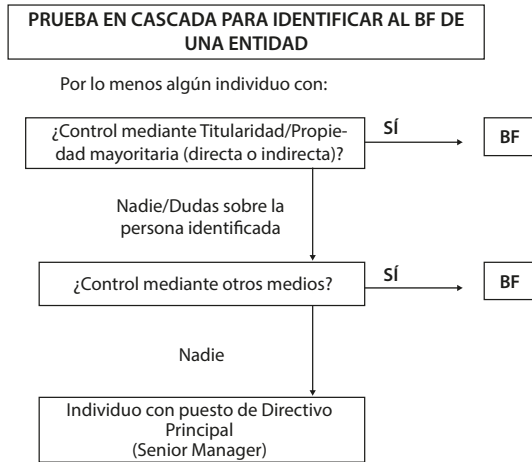 PRUEBA EN CASCADA PARA IDENTIFICAR AL BF DE
UNA ENTIDAD
Por lo menos algún individuo con:
¿Control mediante Titularidad/Propie-
dad mayoritaria (directa o indirecta)?
SÍ
BF
Nadie/Dudas sobre la
persona identificada
¿Control mediante otros medios?
SÍ
BF
Nadie
Individuo con puesto de Directivo
Principal
(Senior Manager)